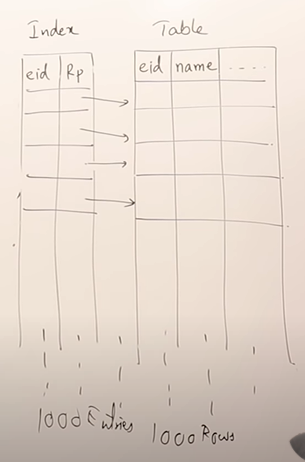 Index Table
eid Rp eid name ....
1000 Entries 1000 Rows